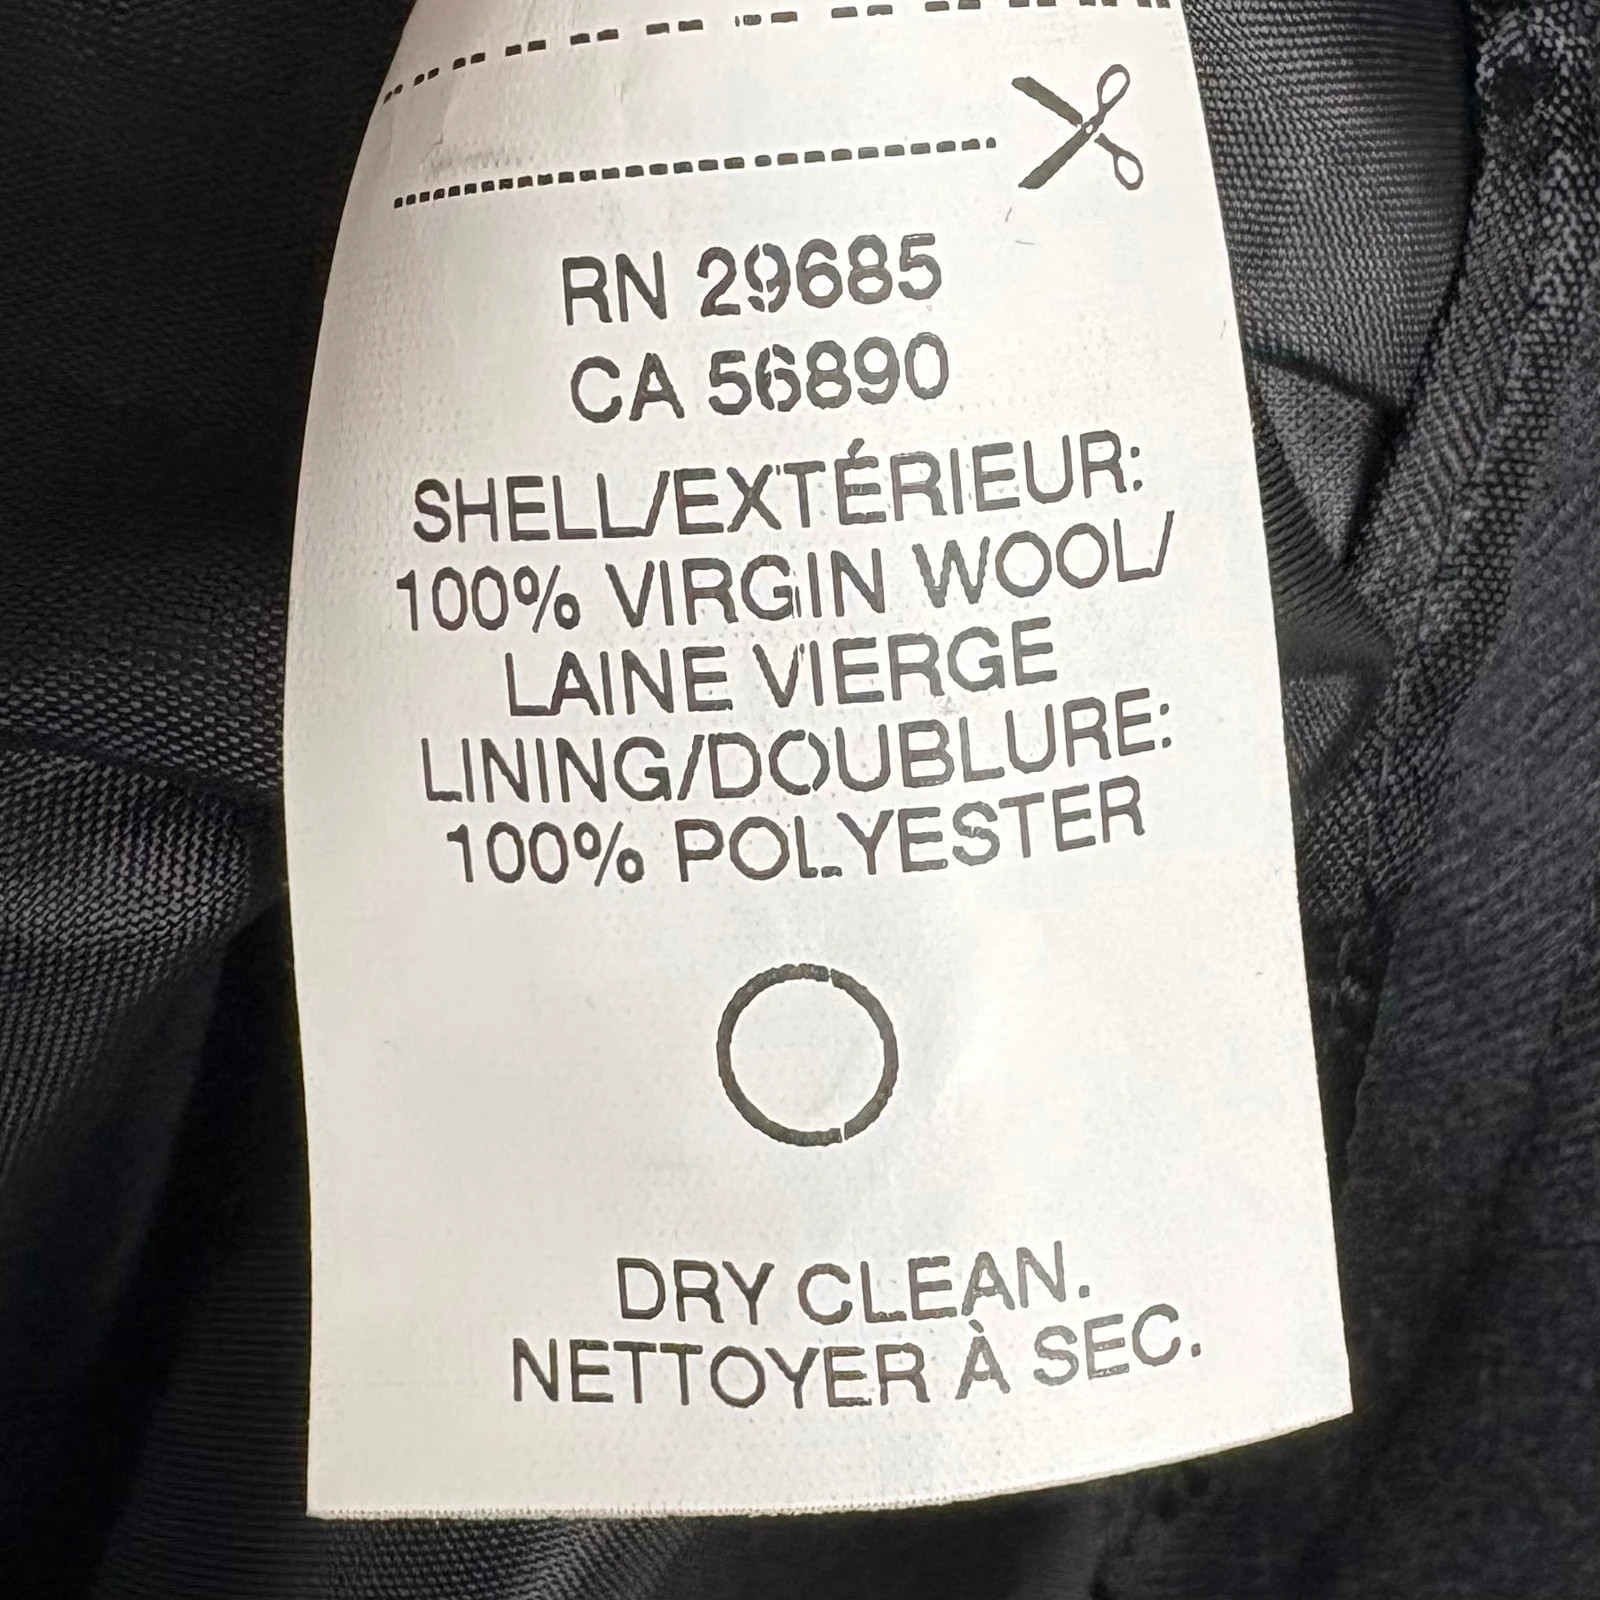 RN 29685
CA 56890
SHELL/EXTÉRIEUR:
100% VIRGIN WOOL/
LAINE VIERGE
LINING/DOUBLURE:
100% POLYESTER
DRY CLEAN.
NETTOYER À SEC.